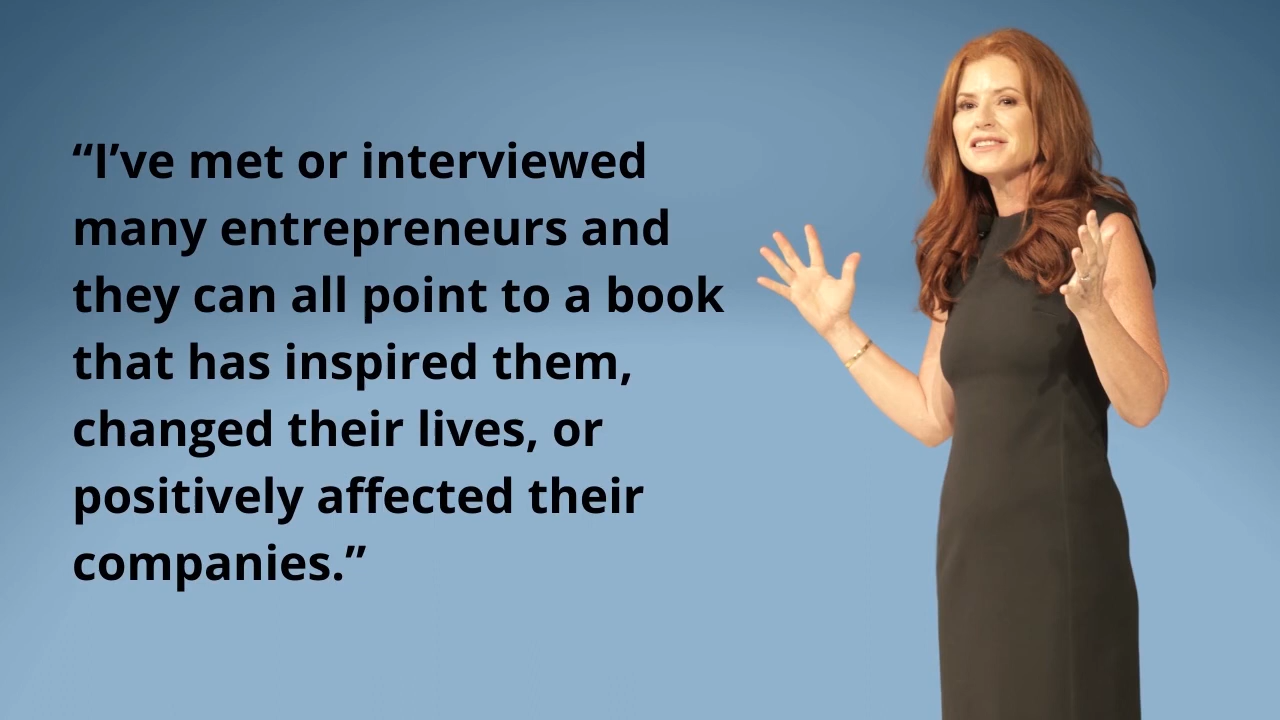 “I’ve met or interviewed
many entrepreneurs and
they can all point to a book
that has inspired them,
changed their lives, or
positively affected their
companies.”